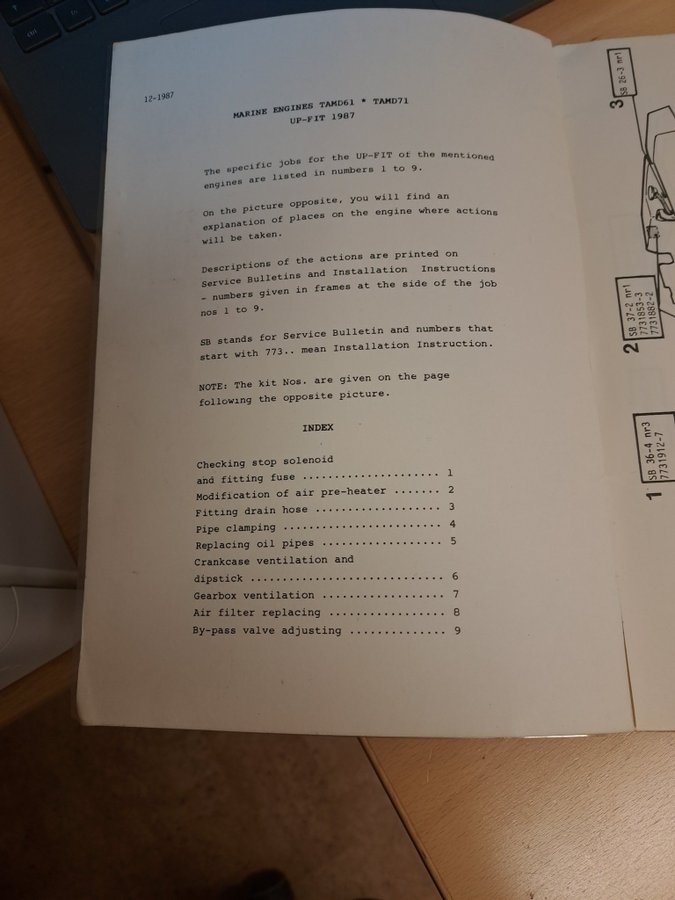 Ctrl
12-1987
MARINE ENGINES TAMD61 * TAMD71
UP-FIT 1987
The specific jobs for the UP-FIT of the mentioned
engines are listed in numbers 1 to 9.
On the picture opposite, you will find an
explanation of places on the engine where actions
will be taken.
Descriptions of the actions are printed on
Service Bulletins and Installation Instructions
- numbers given in frames at the side of the job
nos 1 to 9.
SB stands for Service Bulletin and numbers that
start with 773.. mean Installation Instruction.
NOTE: The kit Nos. are given on the page
following the opposite picture.
INDEX
Checking stop solenoid
and fitting fuse ..................... 1
Modification of air pre-heater ....... 2
Fitting drain hose ................... 3
Pipe clamping ........................ 4
Replacing oil pipes .................. 5
Crankcase ventilation and
dipstick ............................. 6
Gearbox ventilation .................. 7
Air filter replacing ................. 8
By-pass valve adjusting .............. 9
3
SB 26-3 nr1
2
SB 37-2 nr1
7731853-3
7731882-2
1
SB 36-4 nr3
7731912-7